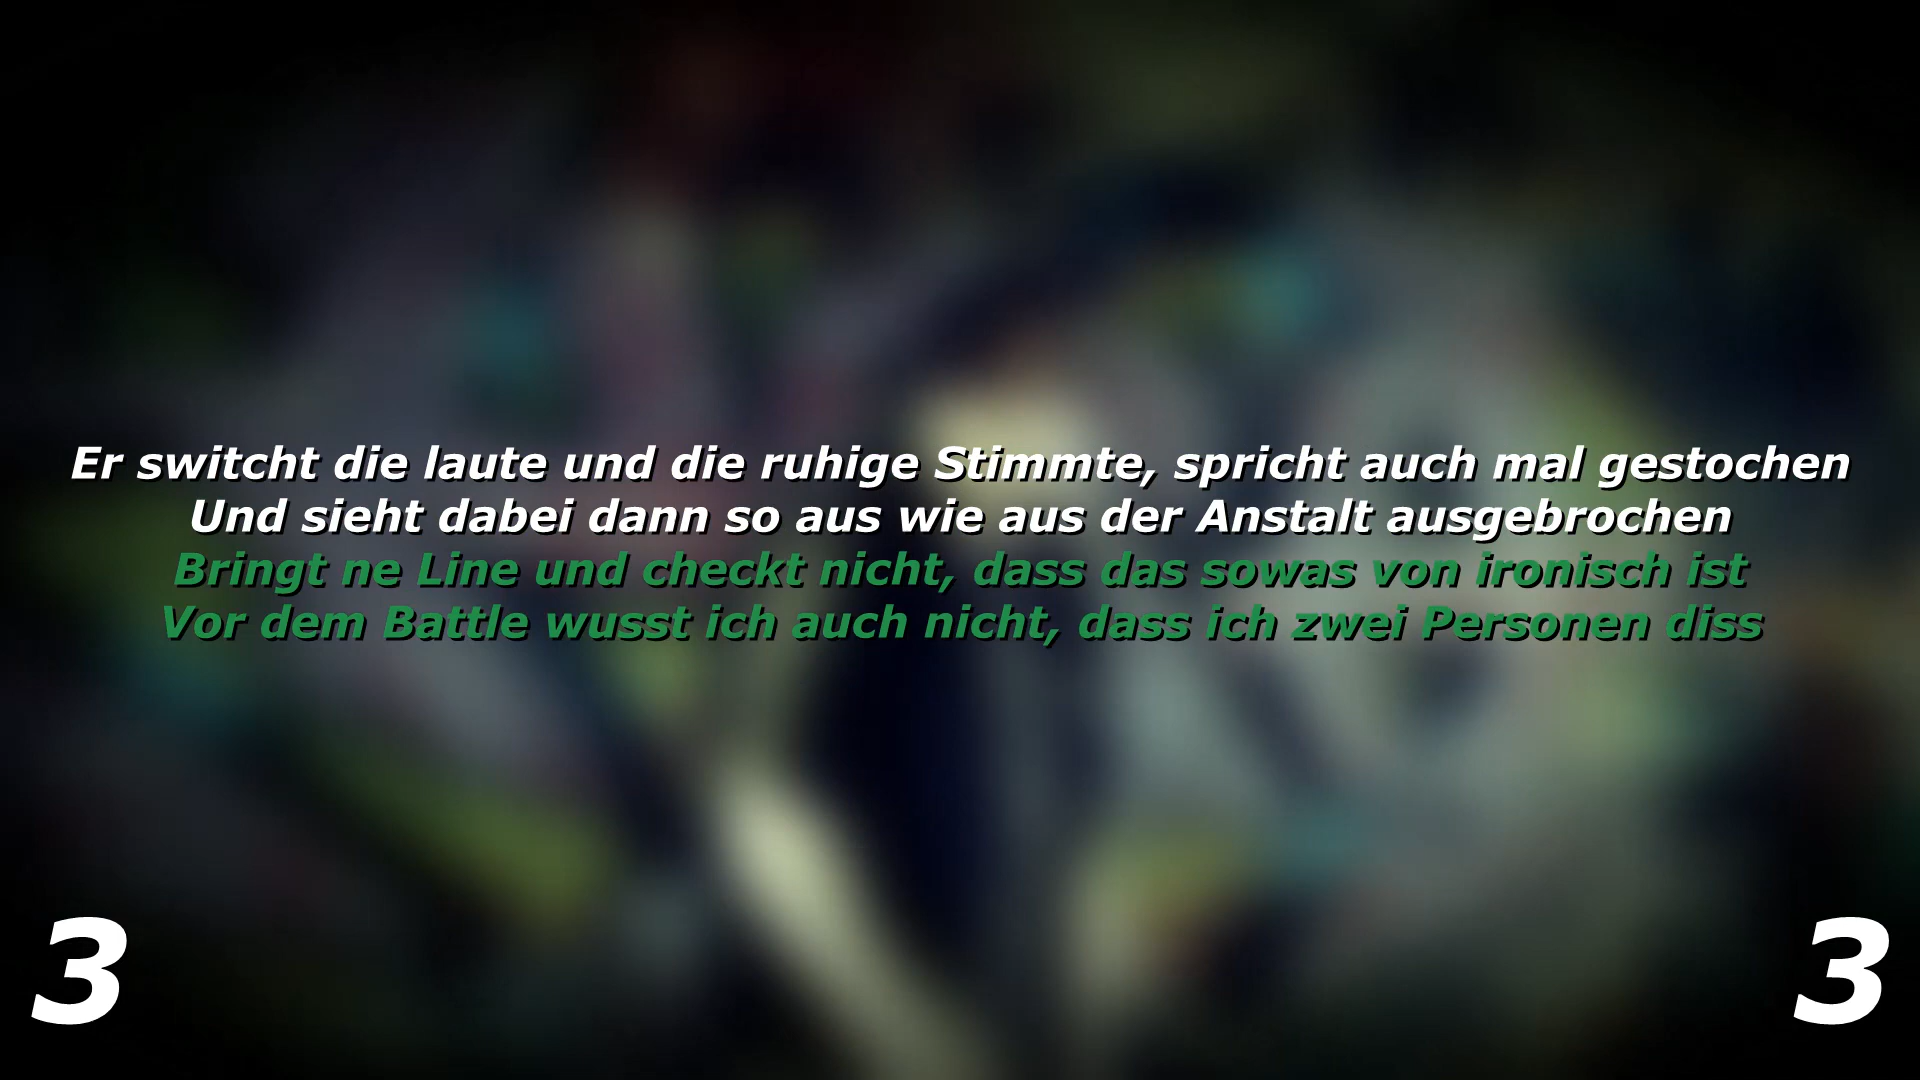 Er switcht die laute und die ruhige Stimmte, spricht auch mal gestochen
Und sieht dabei dann so aus wie aus der Anstalt ausgebrochen
Bringt ne Line und checkt nicht, dass das sowas von ironisch ist
Vor dem Battle wusst ich auch nicht, dass ich zwei Personen diss
3
3